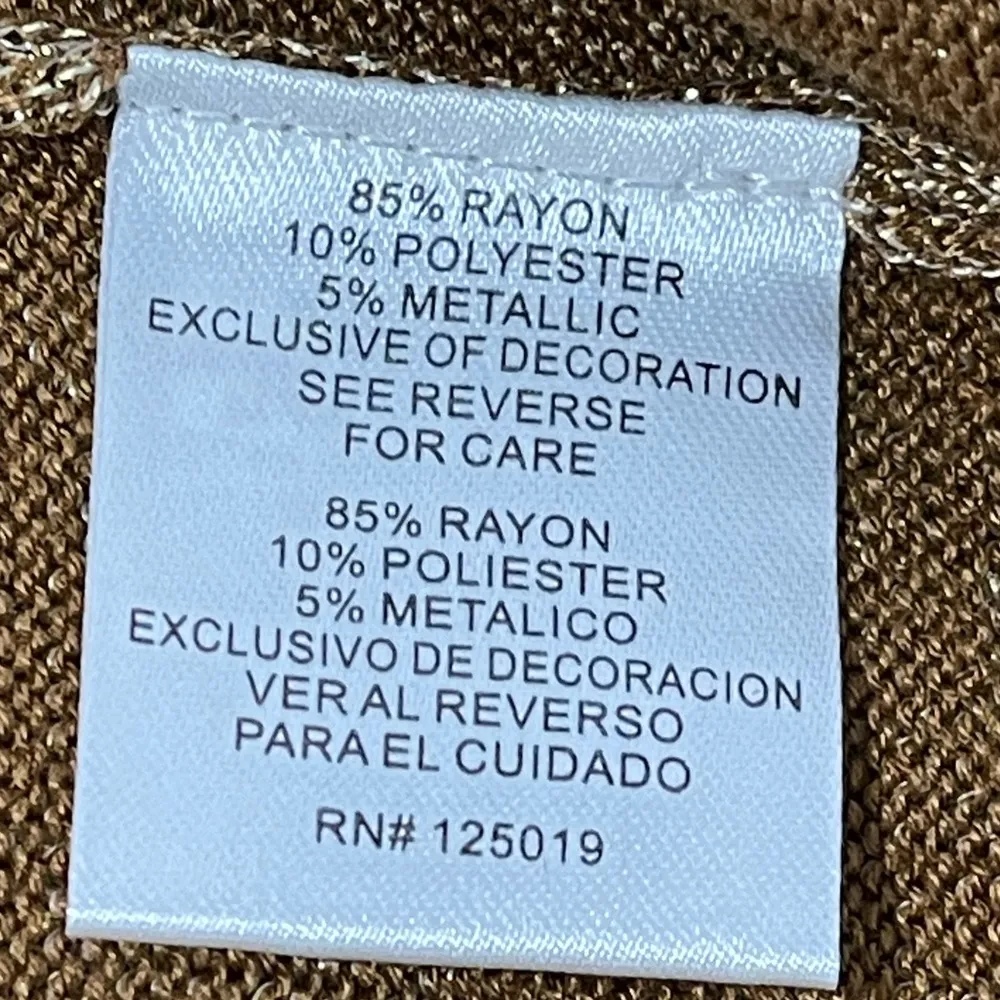 85% RAYON
10% POLYESTER
5% METALLIC
EXCLUSIVE OF DECORATION
SEE REVERSE
FOR CARE
85% RAYON
10% POLIESTER
5% METALICO
EXCLUSIVO DE DECORACION
VER AL REVERSO
PARA EL CUIDADO
RN# 125019